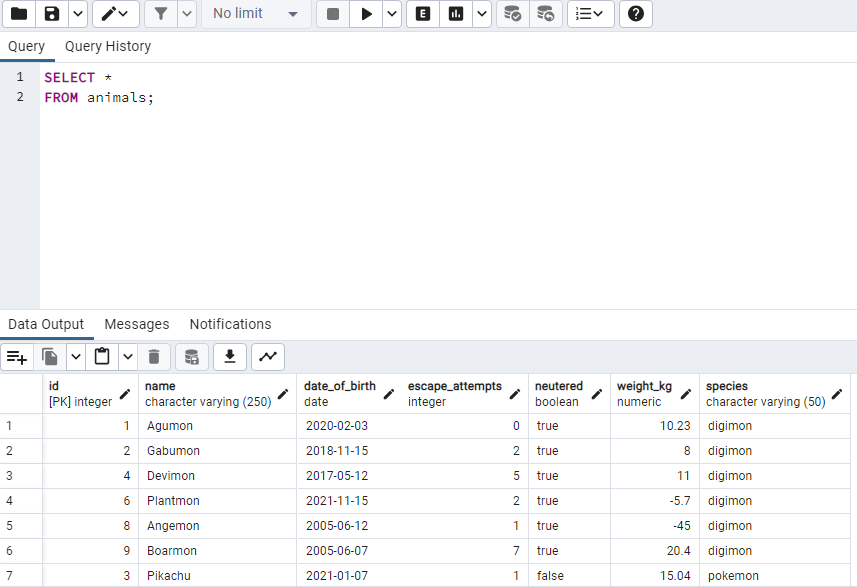 No limit
E
Query Query History
1 SELECT *
2 FROM animals;
Data Output Messages Notifications
id name date_of_birth escape_attempts neutered weight_kg species
[PK] integer character varying (250) date integer boolean numeric character varying (50)
1 1 Agumon 2020-02-03 0 true 10.23 digimon
2 2 Gabumon 2018-11-15 2 true 8 digimon
3 4 Devimon 2017-05-12 5 true 11 digimon
4 6 Plantmon 2021-11-15 2 true -5.7 digimon
5 8 Angemon 2005-06-12 1 true -45 digimon
6 9 Boarmon 2005-06-07 7 true 20.4 digimon
7 3 Pikachu 2021-01-07 1 false 15.04 pokemon